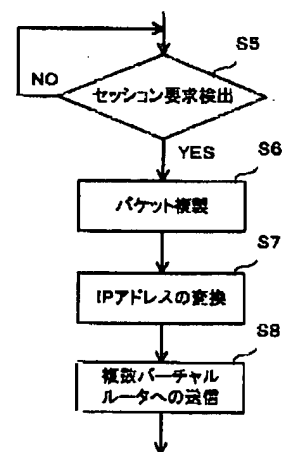 S5
セッション要求検出
NO
YES
S6
パケット複製
S7
IPアドレスの変換
S8
複数バーチャル
ルータへの送信